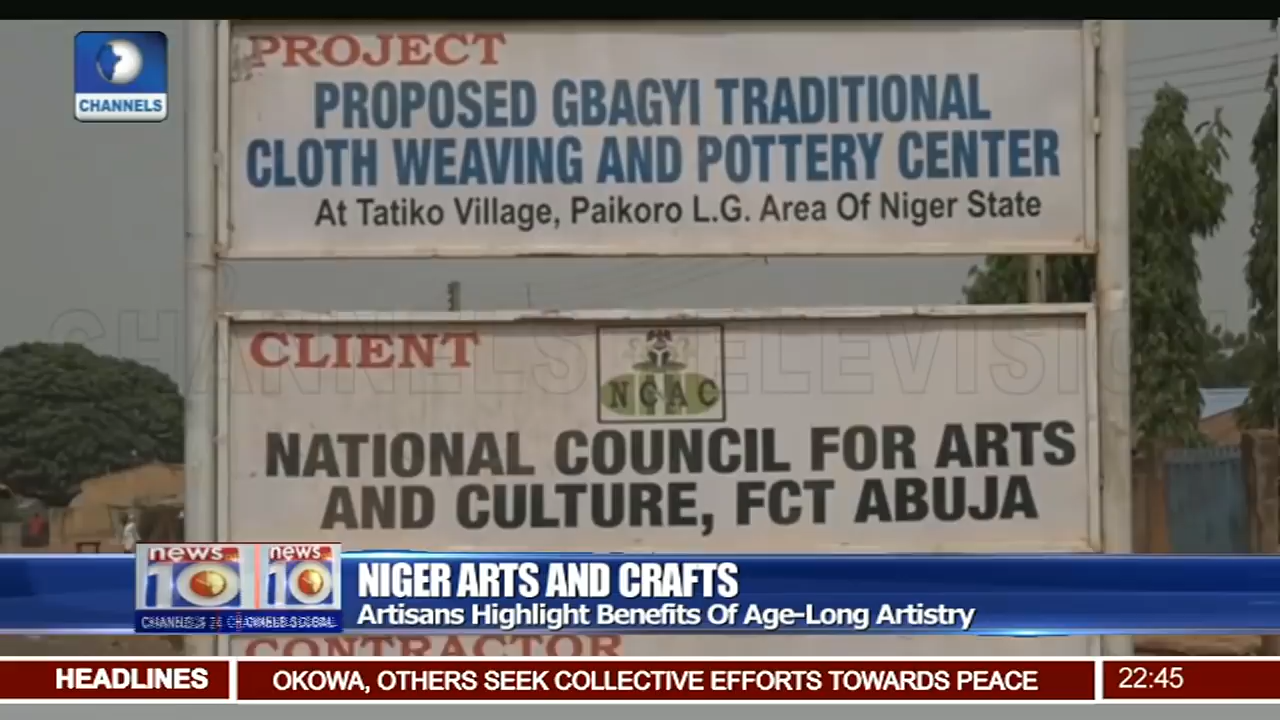 CHANNELS
PROJECT
PROPOSED GBAGYI TRADITIONAL
CLOTH WEAVING AND POTTERY CENTER
At Tatiko Village, Paikoro L.G. Area Of Niger State
CHANNELS TELEVISION
CLIENT
NCAC
NATIONAL COUNCIL FOR ARTS
AND CULTURE, FCT ABUJA
news news
10 10
NIGER ARTS AND CRAFTS
Artisans Highlight Benefits Of Age-Long Artistry
CONTRACTOR
HEADLINES
OKOWA, OTHERS SEEK COLLECTIVE EFFORTS TOWARDS PEACE
22:45